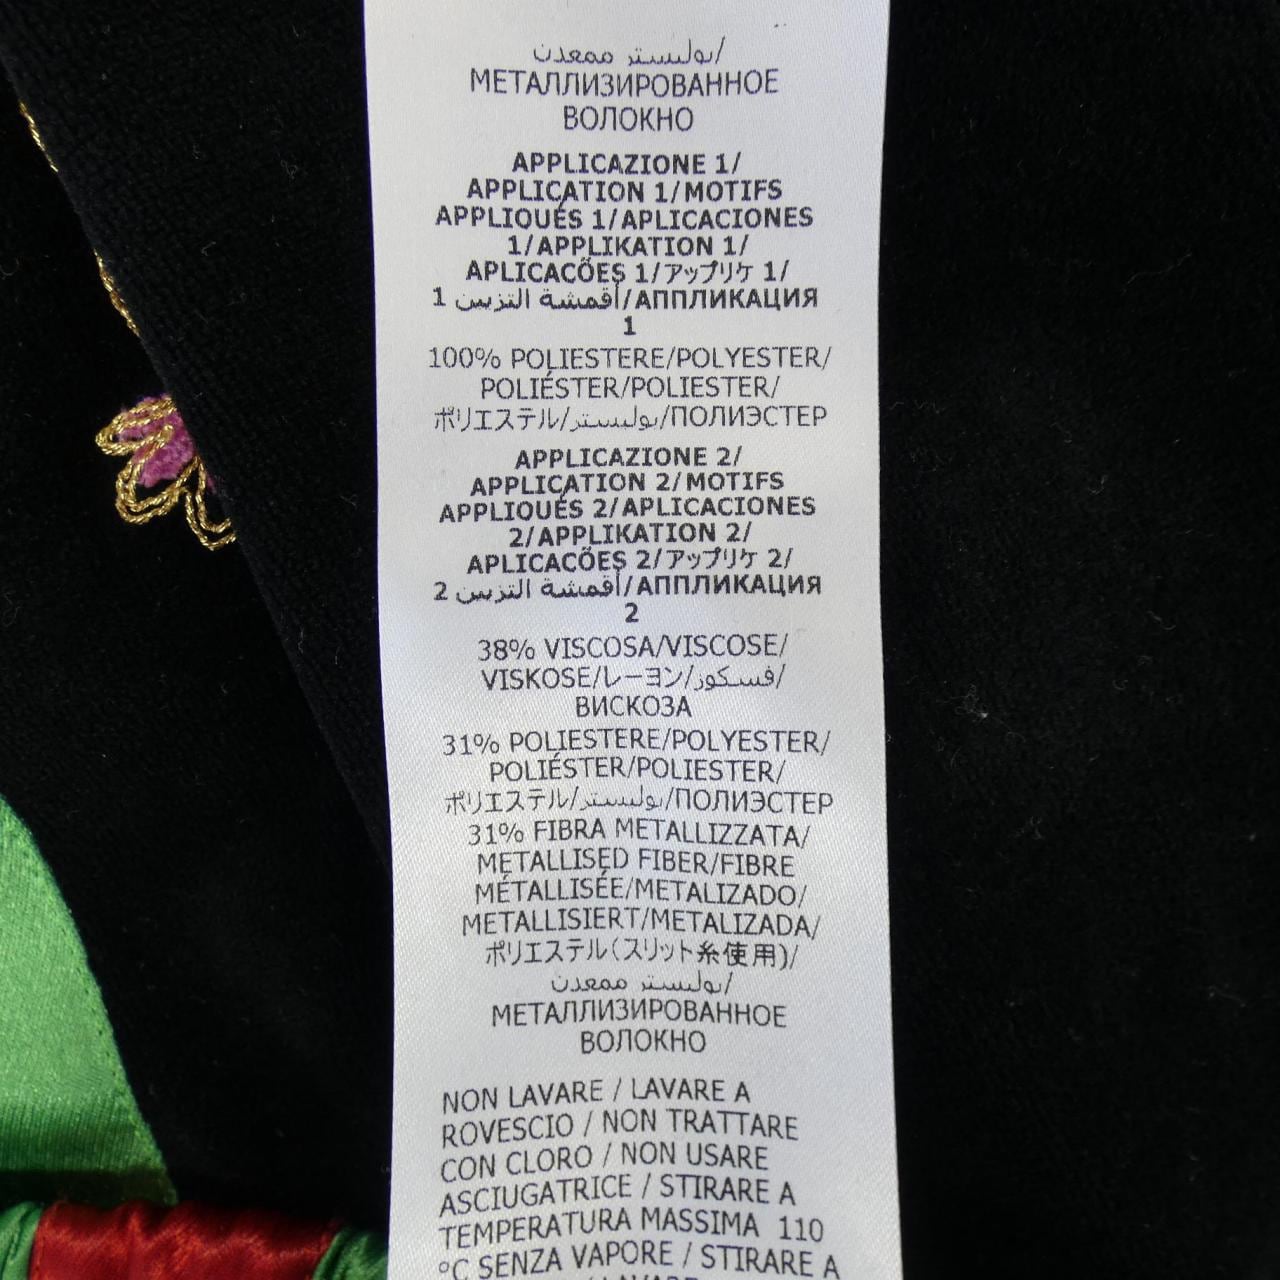 بوليستر ممعدن/
МЕТАЛЛИЗИРОВАННОЕ
ВОЛОКНО
APPLICAZIONE 1/
APPLICATION 1/MOTIFS
APPLIQUÉS 1/APLICACIONES
1/APPLIKATION 1/
APLICACÕES 1/アップリケ 1/
أقمشة التزيين 1/АППЛИКАЦИЯ
1
100% POLIESTERE/POLYESTER/
POLIÉSTER/POLIESTER/
ポリエステル/بوليستر/ПОЛИЭСТЕР
APPLICAZIONE 2/
APPLICATION 2/MOTIFS
APPLIQUÉS 2/APLICACIONES
2/APPLIKATION 2/
APLICACÕES 2/アップリケ 2/
أقمشة التزيين 2/АППЛИКАЦИЯ
2
38% VISCOSA/VISCOSE/
VISKOSE/レーヨン/فسكوز/
ВИСКОЗА
31% POLIESTERE/POLYESTER/
POLIÉSTER/POLIESTER/
ポリエステル/بوليستر/ПОЛИЭСТЕР
31% FIBRA METALLIZZATA/
METALLISED FIBER/FIBRE
MÉTALLISÉE/METALIZADO/
METALLISIERT/METALIZADA/
ポリエステル(スリット糸使用)/
بوليستر ممعدن/
МЕТАЛЛИЗИРОВАННОЕ
ВОЛОКНО
NON LAVARE / LAVARE A
ROVESCIO / NON TRATTARE
CON CLORO / NON USARE
ASCIUGATRICE / STIRARE A
TEMPERATURA MASSIMA 110
°C SENZA VAPORE / STIRARE A